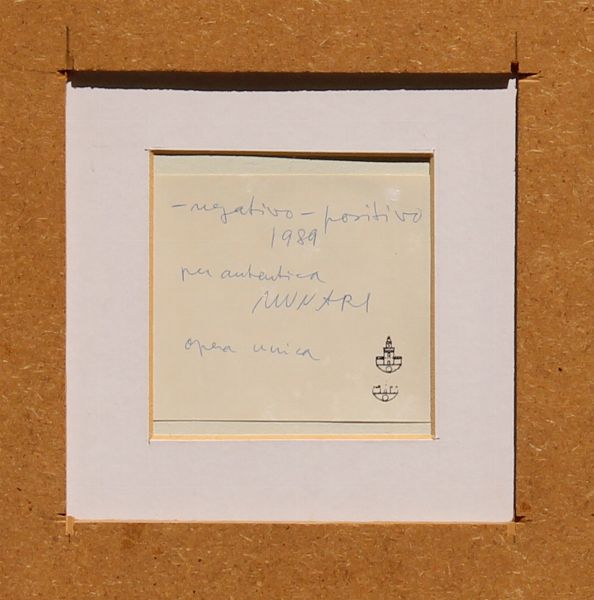 - negativo - positivo
1989
per autentica
MUNARI
opera unica